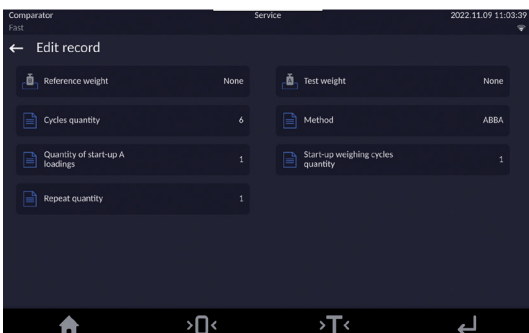 Comparator Service 2022.11.09 11:03:39
Fast
← Edit record
Reference weight None
Test weight None
Cycles quantity 6
Method ABBA
Quantity of start-up A
loadings 1
Start-up weighing cycles
quantity 1
Repeat quantity 1
>0<
>T<